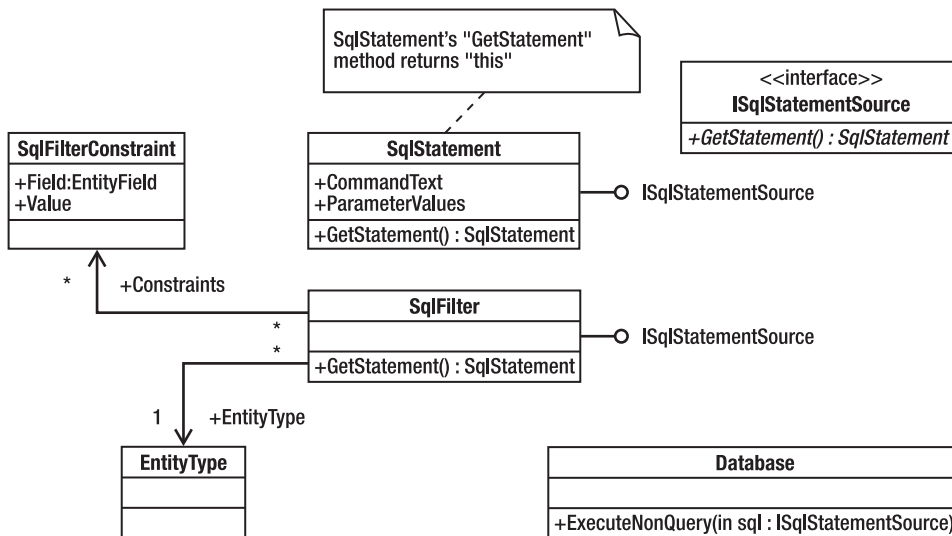 SqlStatement's "GetStatement"
method returns "this"
<<interface>>
ISqlStatementSource
+GetStatement() : SqlStatement
SqlFilterConstraint
+Field:EntityField
+Value
SqlStatement
+CommandText
+ParameterValues
+GetStatement() : SqlStatement
ISqlStatementSource
* +Constraints
SqlFilter
*
*
+GetStatement() : SqlStatement
ISqlStatementSource
1 +EntityType
EntityType
Database
+ExecuteNonQuery(in sql : ISqlStatementSource)